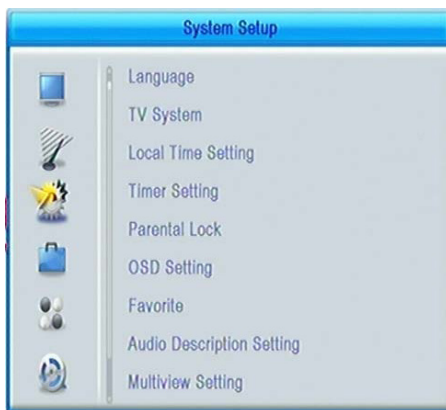 System Setup
Language
TV System
Local Time Setting
Timer Setting
Parental Lock
OSD Setting
Favorite
Audio Description Setting
Multiview Setting